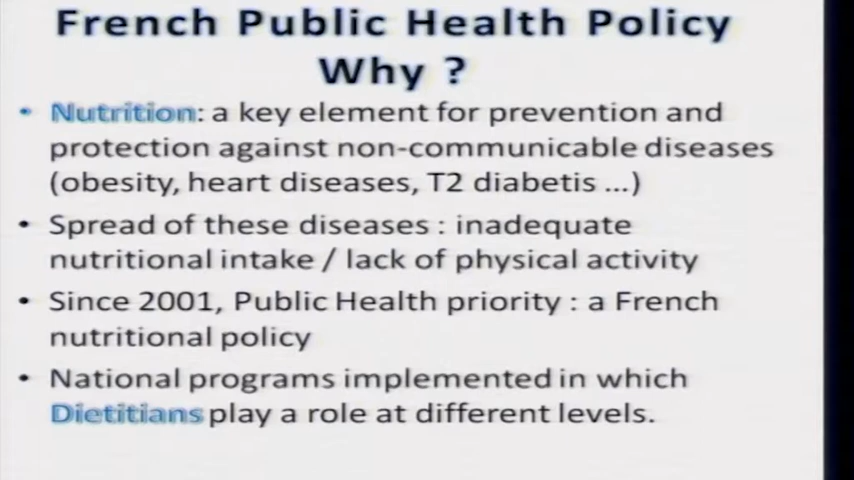 French Public Health Policy
Why ?
• Nutrition: a key element for prevention and
protection against non-communicable diseases
(obesity, heart diseases, T2 diabetis ...)
• Spread of these diseases : inadequate
nutritional intake / lack of physical activity
• Since 2001, Public Health priority : a French
nutritional policy
• National programs implemented in which
Dietitians play a role at different levels.